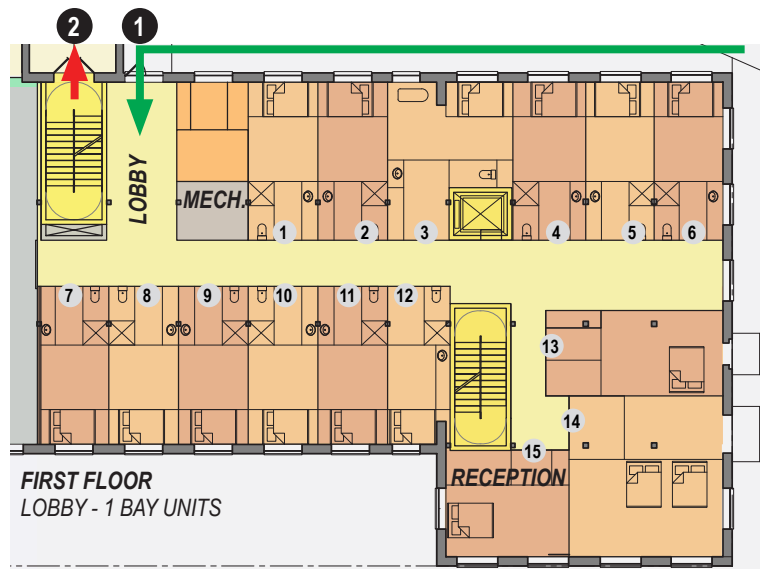 2 1
LOBBY
MECH.
1 2 3 4 5 6
7 8 9 10 11 12
13
14
15
RECEPTION
FIRST FLOOR
LOBBY - 1 BAY UNITS